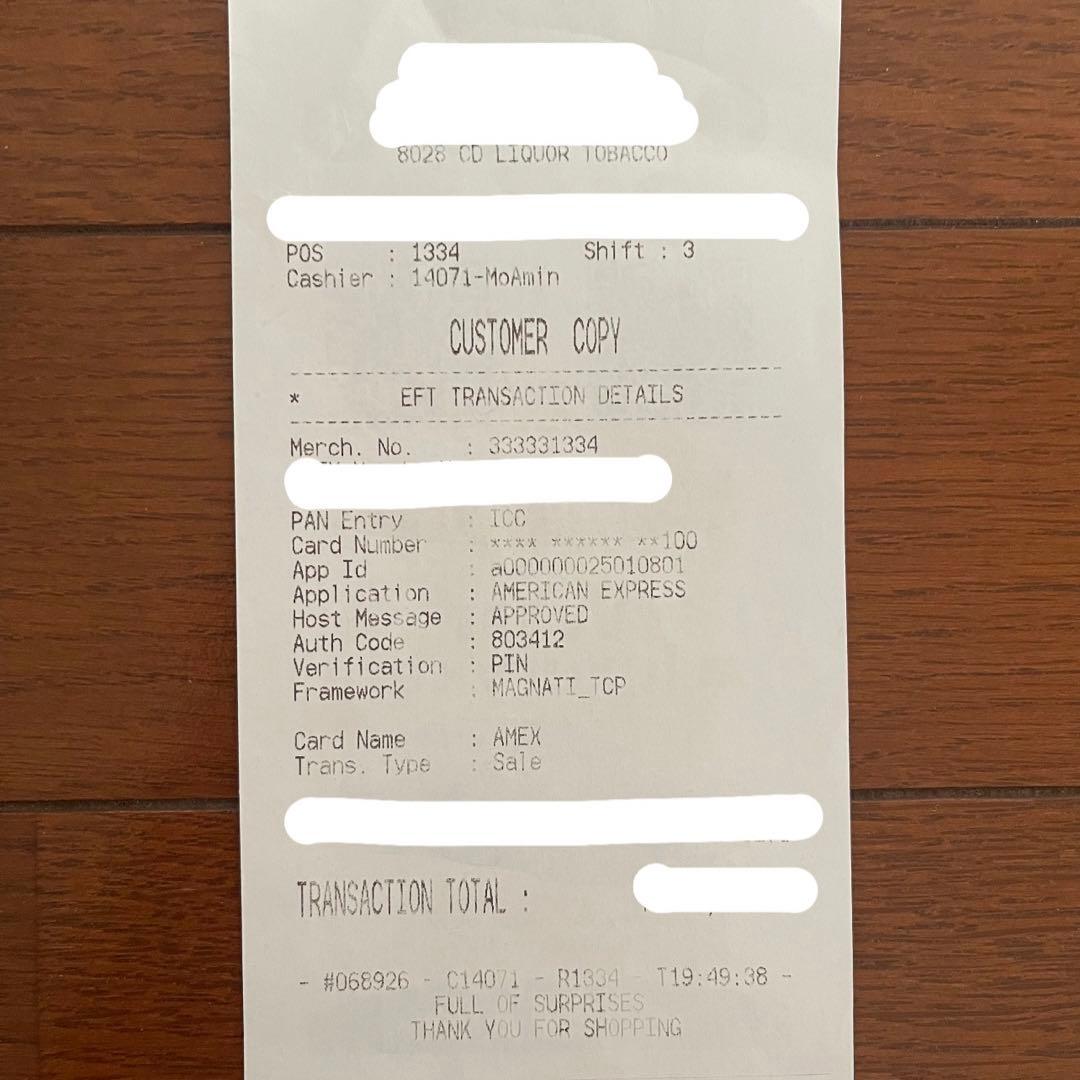 8028 CD LIQUOR TOBACCO
POS : 1334 Shift : 3
Cashier : 14071-MoAmin
CUSTOMER COPY
* EFT TRANSACTION DETAILS
Merch. No. : 333331334
PAN Entry : ICC
Card Number : **** ****** **100
App Id : a000000025010801
Application : AMERICAN EXPRESS
Host Message : APPROVED
Auth Code : 803412
Verification : PIN
Framework : MAGNATI_TCP
Card Name : AMEX
Trans. Type : Sale
TRANSACTION TOTAL :
- #068926 - C14071 - R1334 - T19:49:38 -
FULL OF SURPRISES
THANK YOU FOR SHOPPING